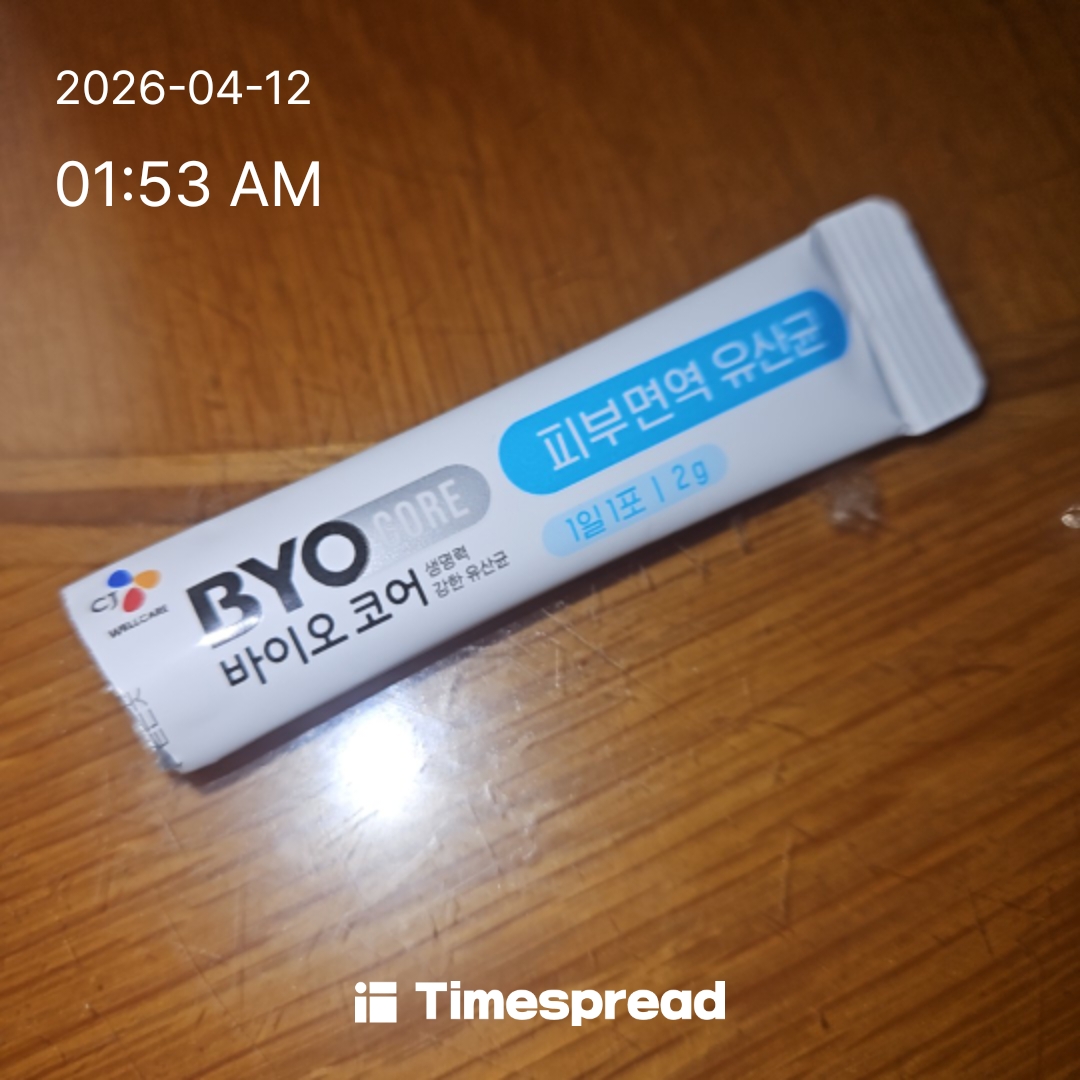 2026-04-12
01:53 AM
피부면역 유산균
1일 1포 | 2g
BYO CORE
바이오 코어
생명력
강한 유산균
CJ
WELLCARE
Timespread